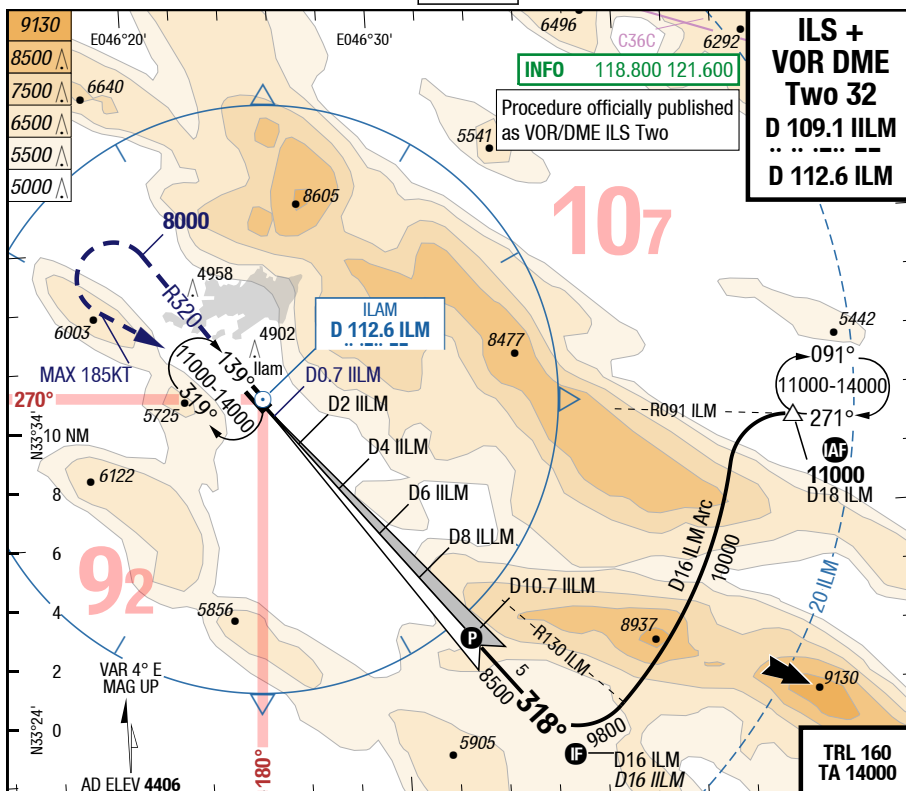 9130
8500
7500
6500
5500
5000
E046°20'
E046°30'
6496
C36C
6292
INFO 118.800 121.600
Procedure officially published
as VOR/DME ILS Two
ILS +
VOR DME
Two 32
D 109.1 IILM
D 112.6 ILM
6640
5541
8605
107
8000
4958
R320
6003
4902
Ilam
ILAM
D 112.6 ILM
8477
5442
MAX 185KT
139°
11000-14000
319°
D0.7 IILM
091°
11000-14000
271°
270°
5725
D2 IILM
R091 ILM
N33°34'
10 NM
D4 IILM
IAF
11000
D18 ILM
6122
8
D6 IILM
D16 ILM Arc
10000
6
D8 ILLM
92
D10.7 IILM
20 ILM
4
5856
P
R130 ILM
8937
2
VAR 4° E
MAG UP
5
8500
318°
9130
N33°24'
0
9800
5905
IF
D16 ILM
D16 IILM
TRL 160
TA 14000
AD ELEV 4406
180°